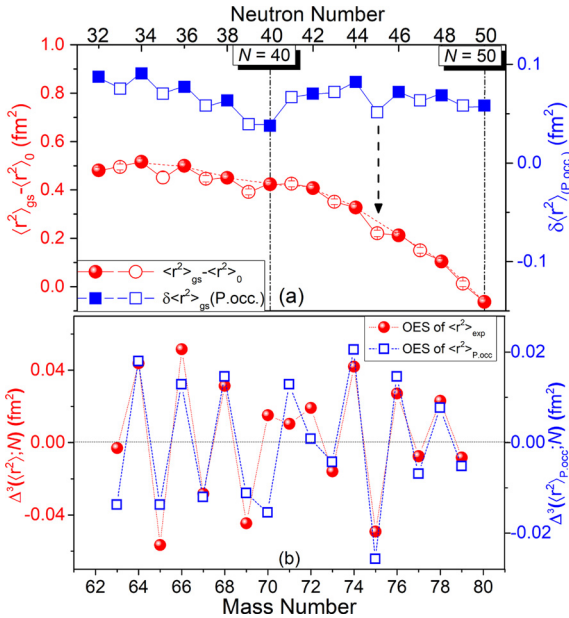 Neutron Number
32 34 36 38 40 42 44 46 48 50
N = 40
N = 50
1.0
0.8
0.6
0.4
0.2
0.0
⟨r²⟩gs-⟨r²⟩0 (fm²)
0.1
0.0
-0.1
δ⟨r²⟩(P.occ.) (fm²)
<r²>gs-<r²>0
δ<r²>gs(P.occ.)
(a)
OES of <r²>exp
OES of <r²>P.occ
0.04
0.00
-0.04
Δ³(⟨r²⟩;N) (fm²)
0.02
0.00
-0.02
Δ³(⟨r²⟩P.occ;N) (fm²)
(b)
62 64 66 68 70 72 74 76 78 80
Mass Number